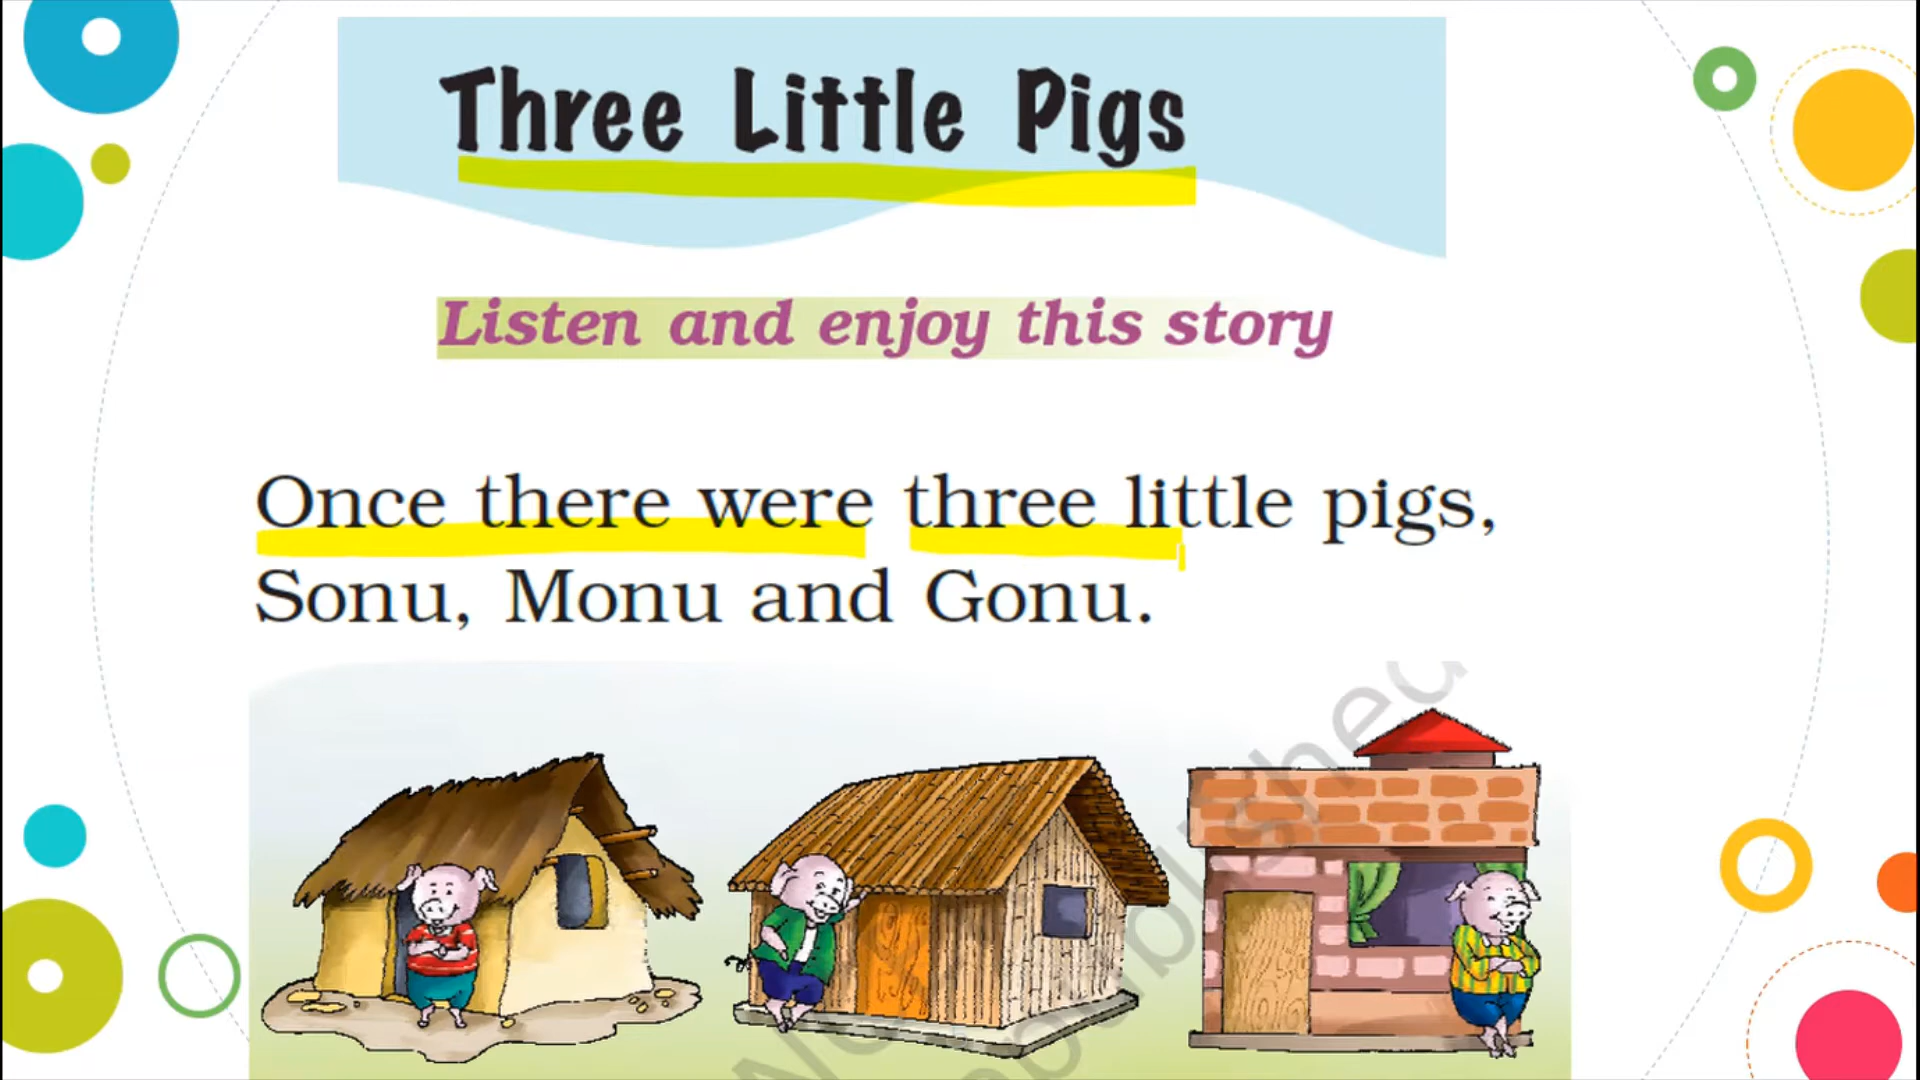 Three Little Pigs
Listen and enjoy this story
Once there were three little pigs,
Sonu, Monu and Gonu.